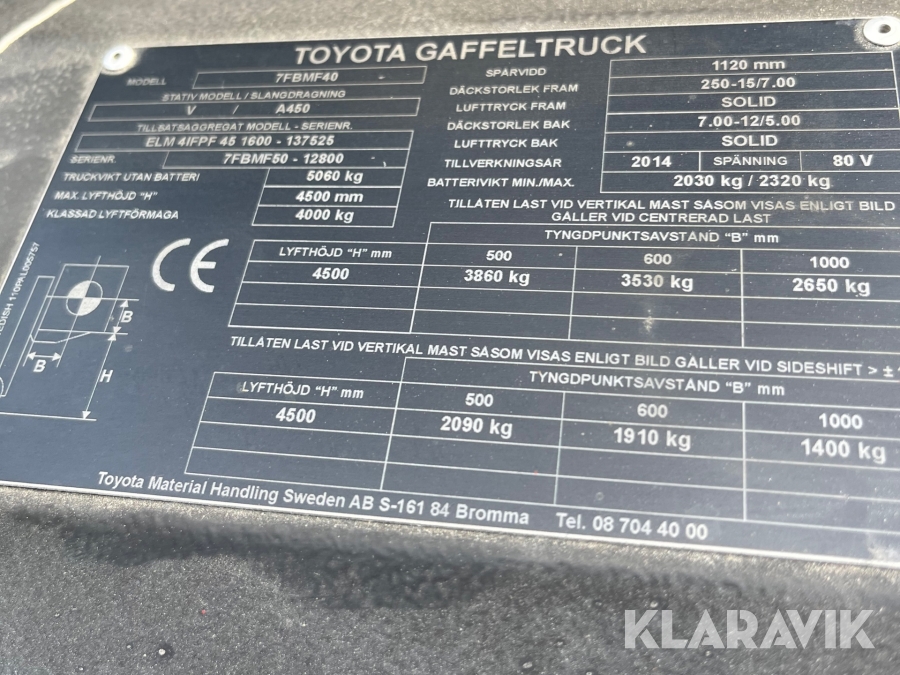 TOYOTA GAFFELTRUCK
MODELL 7FBMF40
STATIV MODELL / SLANGDRAGNING
V / A450
TILLSATSAGGREGAT MODELL - SERIENR.
ELM 4IFPF 45 1600 - 137525
SERIENR. 7FBMF50 - 12800
TRUCKVIKT UTAN BATTERI 5060 kg
MAX. LYFTHÖJD "H" 4500 mm
KLASSAD LYFTFÖRMÅGA 4000 kg
SPÅRVIDD 1120 mm
DÄCKSTORLEK FRAM 250-15/7.00
LUFTTRYCK FRAM SOLID
DÄCKSTORLEK BAK 7.00-12/5.00
LUFTTRYCK BAK SOLID
TILLVERKNINGSÅR 2014 SPÄNNING 80 V
BATTERIVIKT MIN./MAX. 2030 kg / 2320 kg
TILLÅTEN LAST VID VERTIKAL MAST SÅSOM VISAS ENLIGT BILD
GÄLLER VID CENTRERAD LAST
TYNGDPUNKTSAVSTÅND "B" mm
LYFTHÖJD "H" mm 500 600 1000
4500 3860 kg 3530 kg 2650 kg
CE
EDISH 110PAL005757
B
B
H
TILLÅTEN LAST VID VERTIKAL MAST SÅSOM VISAS ENLIGT BILD GÄLLER VID SIDESHIFT > ±
TYNGDPUNKTSAVSTÅND "B" mm
LYFTHÖJD "H" mm 500 600 1000
4500 2090 kg 1910 kg 1400 kg
Toyota Material Handling Sweden AB S-161 84 Bromma Tel. 08 704 40 00
KLARAVIK